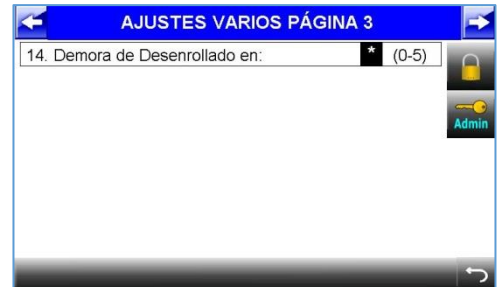 AJUSTES VARIOS PÁGINA 3
14. Demora de Desenrollado en: * (0-5)
Admin